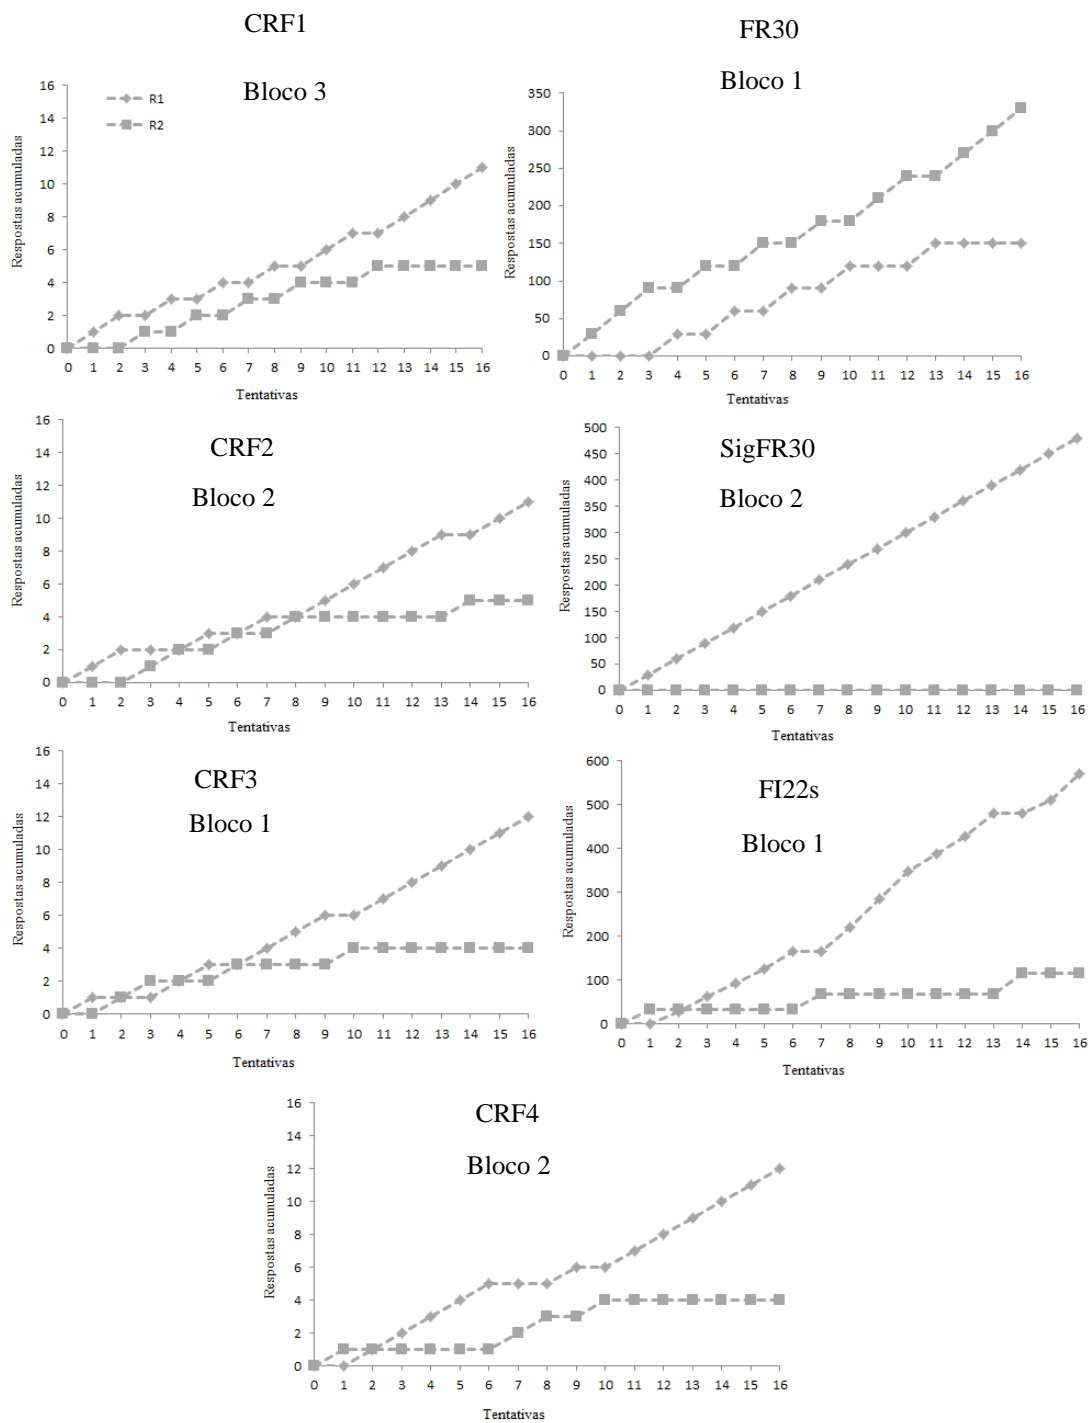 CRF1
Bloco 3
R1
R2
Respostas acumuladas
16
14
12
10
8
6
4
2
0
0 1 2 3 4 5 6 7 8 9 10 11 12 13 14 15 16
Tentativas
FR30
Bloco 1
Respostas acumuladas
350
300
250
200
150
100
50
0
0 1 2 3 4 5 6 7 8 9 10 11 12 13 14 15 16
Tentativas
CRF2
Bloco 2
Respostas acumuladas
16
14
12
10
8
6
4
2
0
0 1 2 3 4 5 6 7 8 9 10 11 12 13 14 15 16
Tentativas
SigFR30
Bloco 2
Respostas acumuladas
500
450
400
350
300
250
200
150
100
50
0
0 1 2 3 4 5 6 7 8 9 10 11 12 13 14 15 16
Tentativas
CRF3
Bloco 1
Respostas acumuladas
16
14
12
10
8
6
4
2
0
0 1 2 3 4 5 6 7 8 9 10 11 12 13 14 15 16
Tentativas
FI22s
Bloco 1
Respostas acumuladas
600
500
400
300
200
100
0
0 1 2 3 4 5 6 7 8 9 10 11 12 13 14 15 16
Tentativas
CRF4
Bloco 2
Respostas acumuladas
16
14
12
10
8
6
4
2
0
0 1 2 3 4 5 6 7 8 9 10 11 12 13 14 15 16
Tentativas